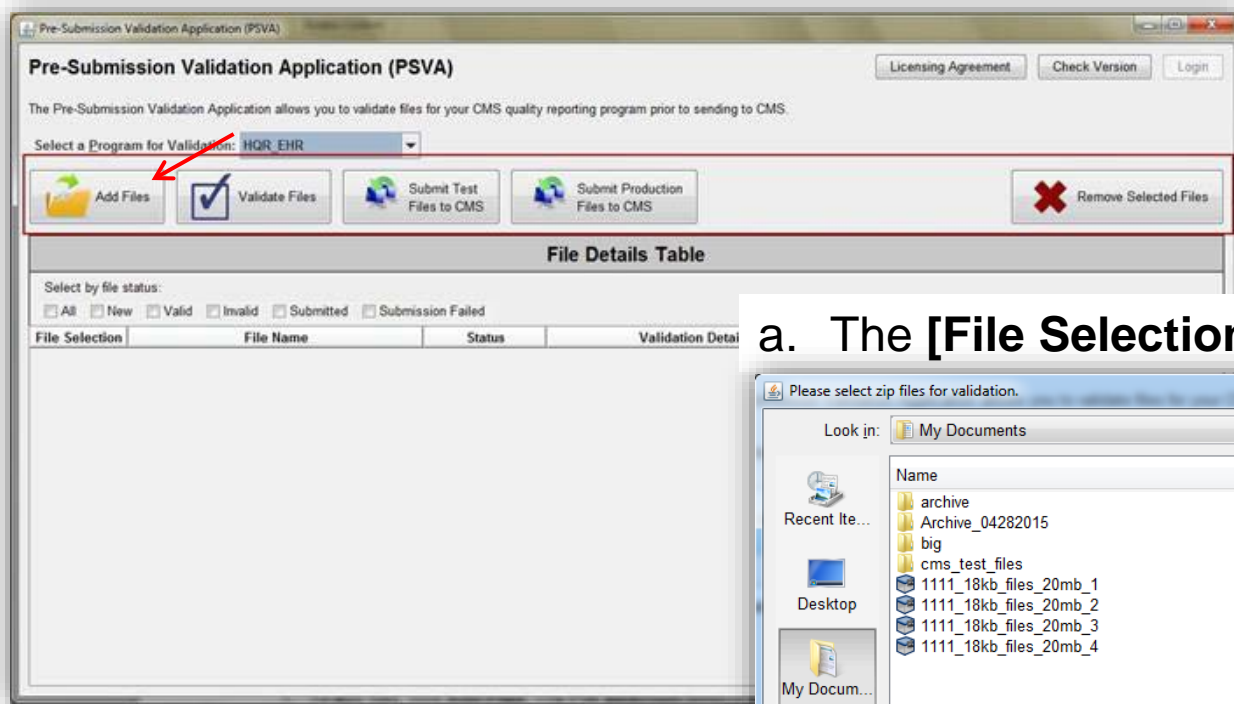 Pre-Submission Validation Application (PSVA)
Pre-Submission Validation Application (PSVA)
Licensing Agreement
Check Version
Login
The Pre-Submission Validation Application allows you to validate files for your CMS quality reporting program prior to sending to CMS.
Select a Program for Validation: HQR_EHR
Add Files
Validate Files
Submit Test
Files to CMS
Submit Production
Files to CMS
Remove Selected Files
File Details Table
Select by file status:
All New Valid Invalid Submitted Submission Failed
File Selection File Name Status Validation Detai
a. The [File Selection
Please select zip files for validation.
Look in: My Documents
Name
archive
Archive_04282015
big
cms_test_files
1111_18kb_files_20mb_1
1111_18kb_files_20mb_2
1111_18kb_files_20mb_3
1111_18kb_files_20mb_4
Recent Ite...
Desktop
My Docum...